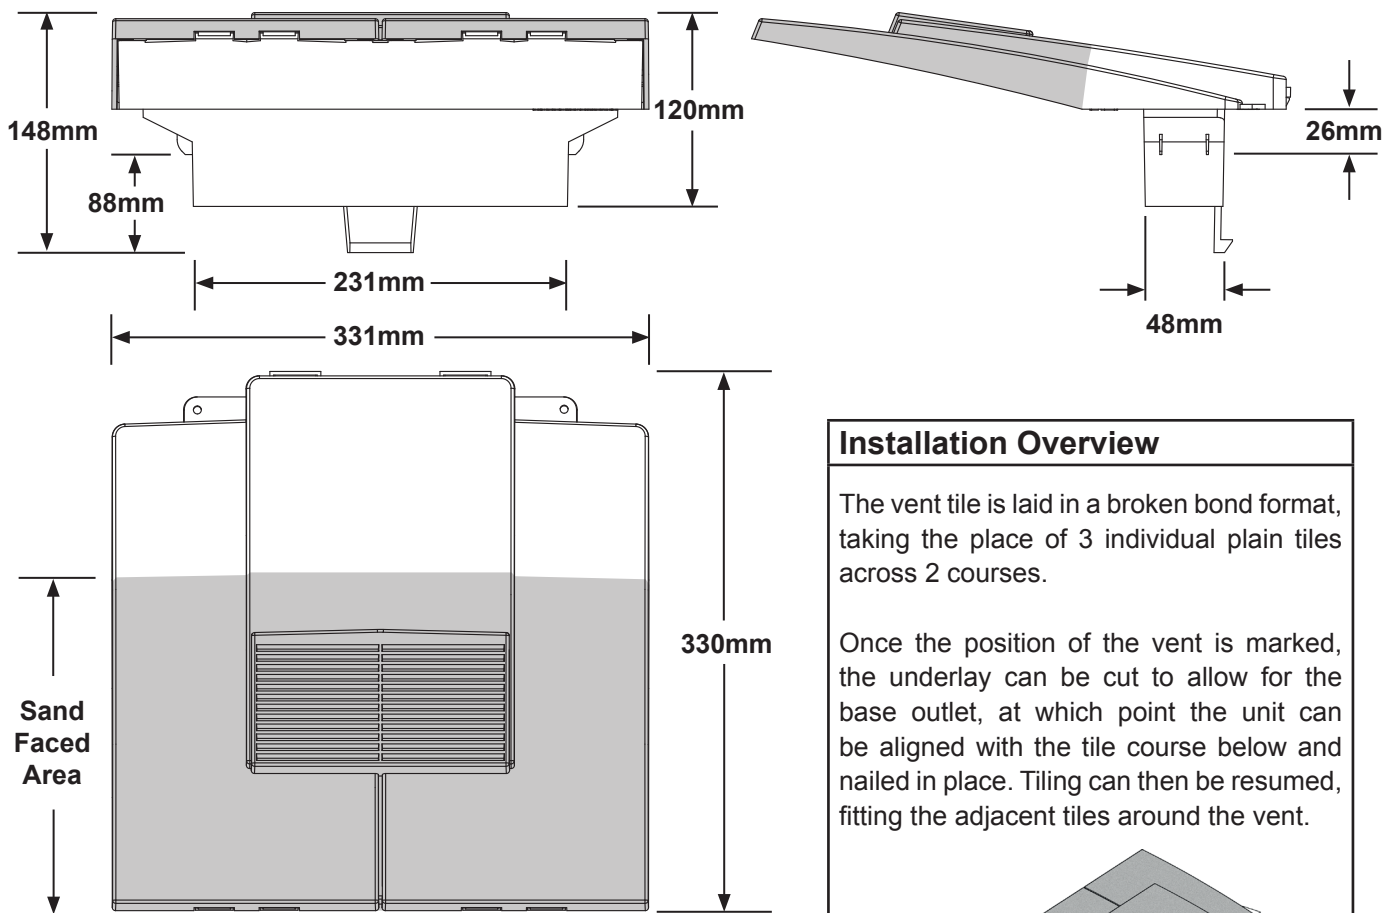 148mm
88mm
120mm
26mm
231mm
48mm
331mm
330mm
Sand
Faced
Area
Installation Overview
The vent tile is laid in a broken bond format,
taking the place of 3 individual plain tiles
across 2 courses.
Once the position of the vent is marked,
the underlay can be cut to allow for the
base outlet, at which point the unit can
be aligned with the tile course below and
nailed in place. Tiling can then be resumed,
fitting the adjacent tiles around the vent.